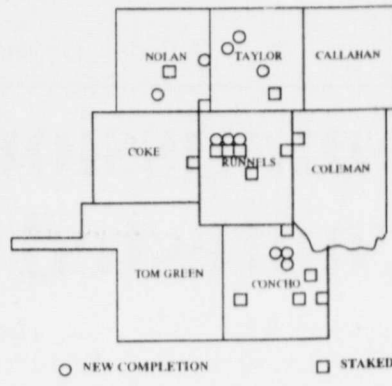 NOLAN TAYLOR CALLAHAN
COKE RUNNELS COLEMAN
TOM GREEN CONCHO
NEW COMPLETION STAKED